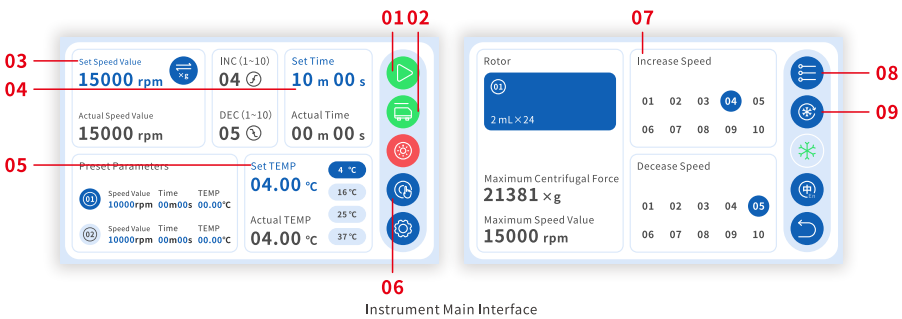 01 02
07
03
04
05
06
08
09
Set Speed Value
15000 rpm
×g
Actual Speed Value
15000 rpm
INC (1~10)
04
DEC (1~10)
05
Set Time
10 m 00 s
Actual Time
00 m 00 s
Preset Parameters
01
Speed Value Time TEMP
10000rpm 00m00s 00.00℃
02
Speed Value Time TEMP
10000rpm 00m00s 00.00℃
Set TEMP
04.00 ℃
Actual TEMP
04.00 ℃
4 ℃
16 ℃
25 ℃
37 ℃
Rotor
01
2 mL×24
Maximum Centrifugal Force
21381 ×g
Maximum Speed Value
15000 rpm
Increase Speed
01 02 03 04 05
06 07 08 09 10
Decease Speed
01 02 03 04 05
06 07 08 09 10
中
En
Instrument Main Interface